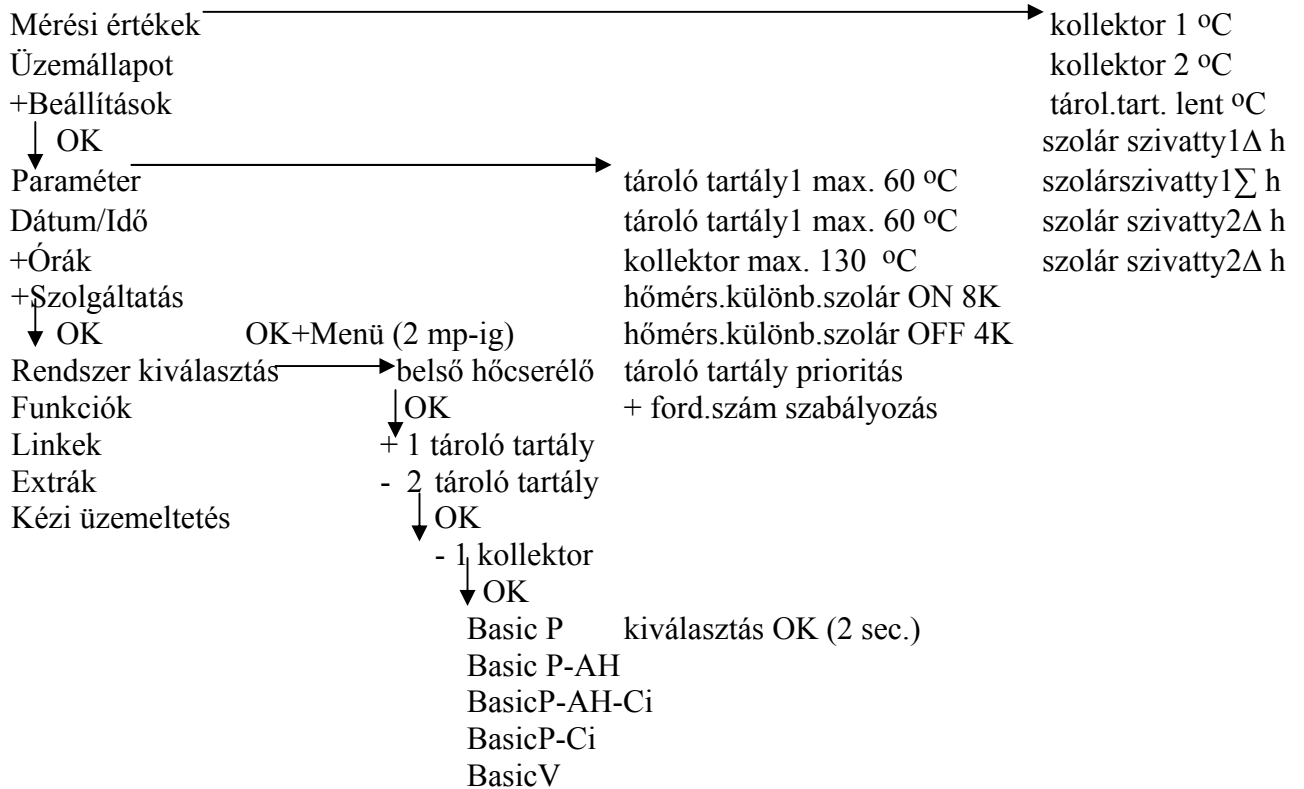 Mérési értékek kollektor 1 ºC
Üzemállapot kollektor 2 ºC
+Beállítások tárol.tart. lent ºC
OK szolár szivatty1∆ h
Paraméter tároló tartály1 max. 60 ºC szolárszivatty1∑ h
Dátum/Idő tároló tartály1 max. 60 ºC szolár szivatty2∆ h
+Órák kollektor max. 130 ºC szolár szivatty2∆ h
+Szolgáltatás hőmérs.különb.szolár ON 8K
OK OK+Menü (2 mp-ig) hőmérs.különb.szolár OFF 4K
Rendszer kiválasztás belső hőcserélő tároló tartály prioritás
Funkciók OK + ford.szám szabályozás
Linkek + 1 tároló tartály
Extrák - 2 tároló tartály
Kézi üzemeltetés OK
- 1 kollektor
OK
Basic P kiválasztás OK (2 sec.)
Basic P-AH
BasicP-AH-Ci
BasicP-Ci
BasicV